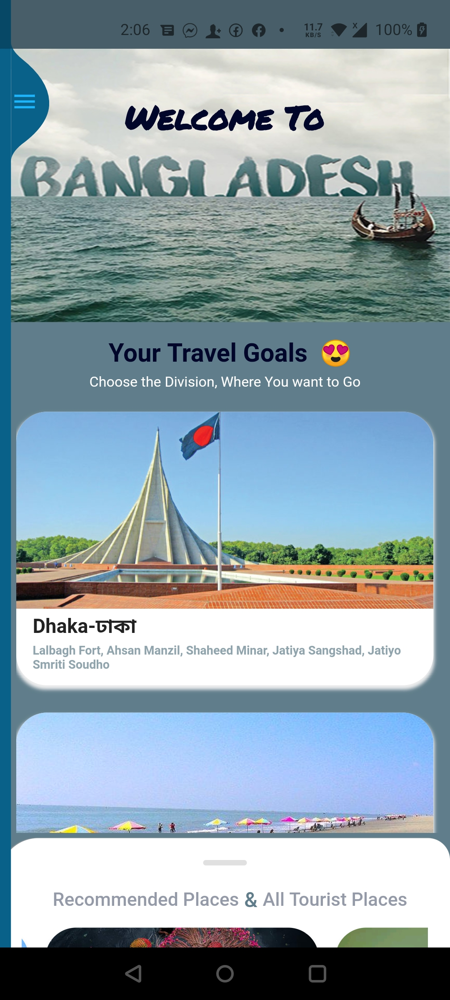 2:06 11.7 KB/S X 100%
Welcome To
BANGLADESH
Your Travel Goals 😍
Choose the Division, Where You want to Go
Dhaka-ঢাকা
Lalbagh Fort, Ahsan Manzil, Shaheed Minar, Jatiya Sangshad, Jatiyo
Smriti Soudho
Recommended Places & All Tourist Places